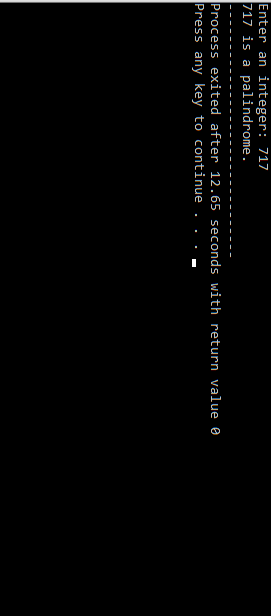 Enter an integer: 717
717 is a palindrome.
--------------------------------
Process exited after 12.65 seconds with return value 0
Press any key to continue . . .